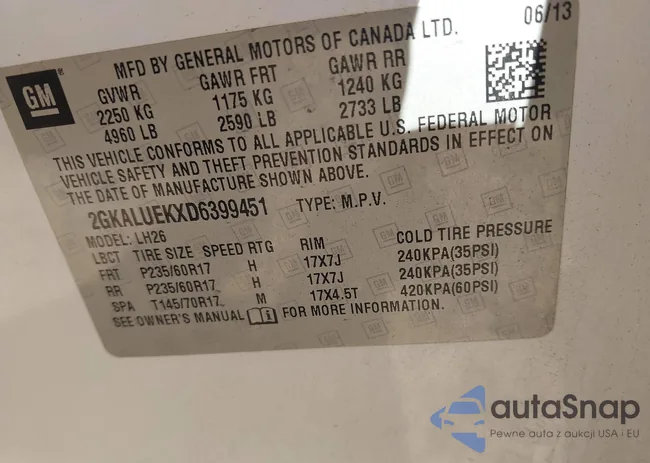 MFD BY GENERAL MOTORS OF CANADA LTD. 06/13
GM
GVWR GAWR FRT GAWR RR
2250 KG 1175 KG 1240 KG
4960 LB 2590 LB 2733 LB
THIS VEHICLE CONFORMS TO ALL APPLICABLE U.S. FEDERAL MOTOR
VEHICLE SAFETY AND THEFT PREVENTION STANDARDS IN EFFECT ON
THE DATE OF MANUFACTURE SHOWN ABOVE.
2GKALUEKXD6399451 TYPE: M.P.V.
MODEL: LH26
LBCT TIRE SIZE SPEED RTG RIM COLD TIRE PRESSURE
FRT P235/60R17 H 17X7J 240KPA(35PSI)
RR P235/60R17 H 17X7J 240KPA(35PSI)
SPA T145/70R17 M 17X4.5T 420KPA(60PSI)
SEE OWNER'S MANUAL FOR MORE INFORMATION.
autaSnap
Pewne auta z aukcji USA i EU